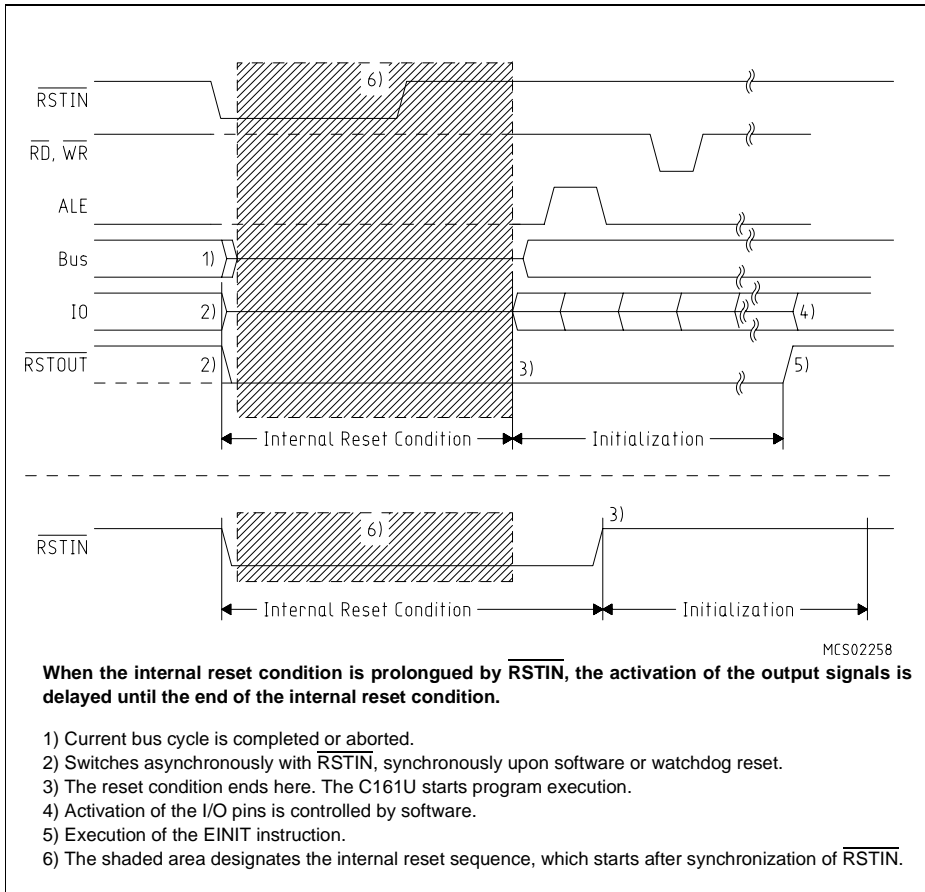 6)
RSTIN
RD, WR
ALE
Bus 1)
IO 2) 4)
RSTOUT 2) 3) 5)
Internal Reset Condition Initialization
3)
RSTIN 6)
Internal Reset Condition Initialization
MCS02258
When the internal reset condition is prolongued by RSTIN, the activation of the output signals is
delayed until the end of the internal reset condition.
1) Current bus cycle is completed or aborted.
2) Switches asynchronously with RSTIN, synchronously upon software or watchdog reset.
3) The reset condition ends here. The C161U starts program execution.
4) Activation of the I/O pins is controlled by software.
5) Execution of the EINIT instruction.
6) The shaded area designates the internal reset sequence, which starts after synchronization of RSTIN.